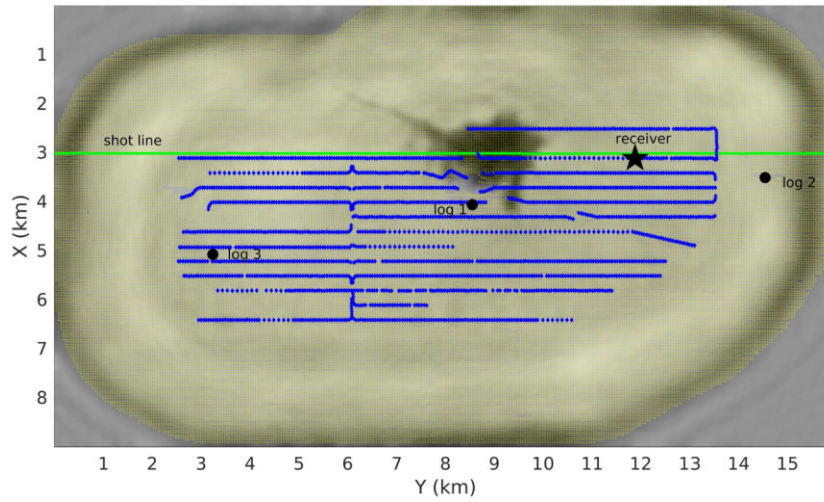 1
2
shot line
receiver
3
log 2
4
log 1
X (km)
5
log 3
6
7
8
1 2 3 4 5 6 7 8 9 10 11 12 13 14 15
Y (km)